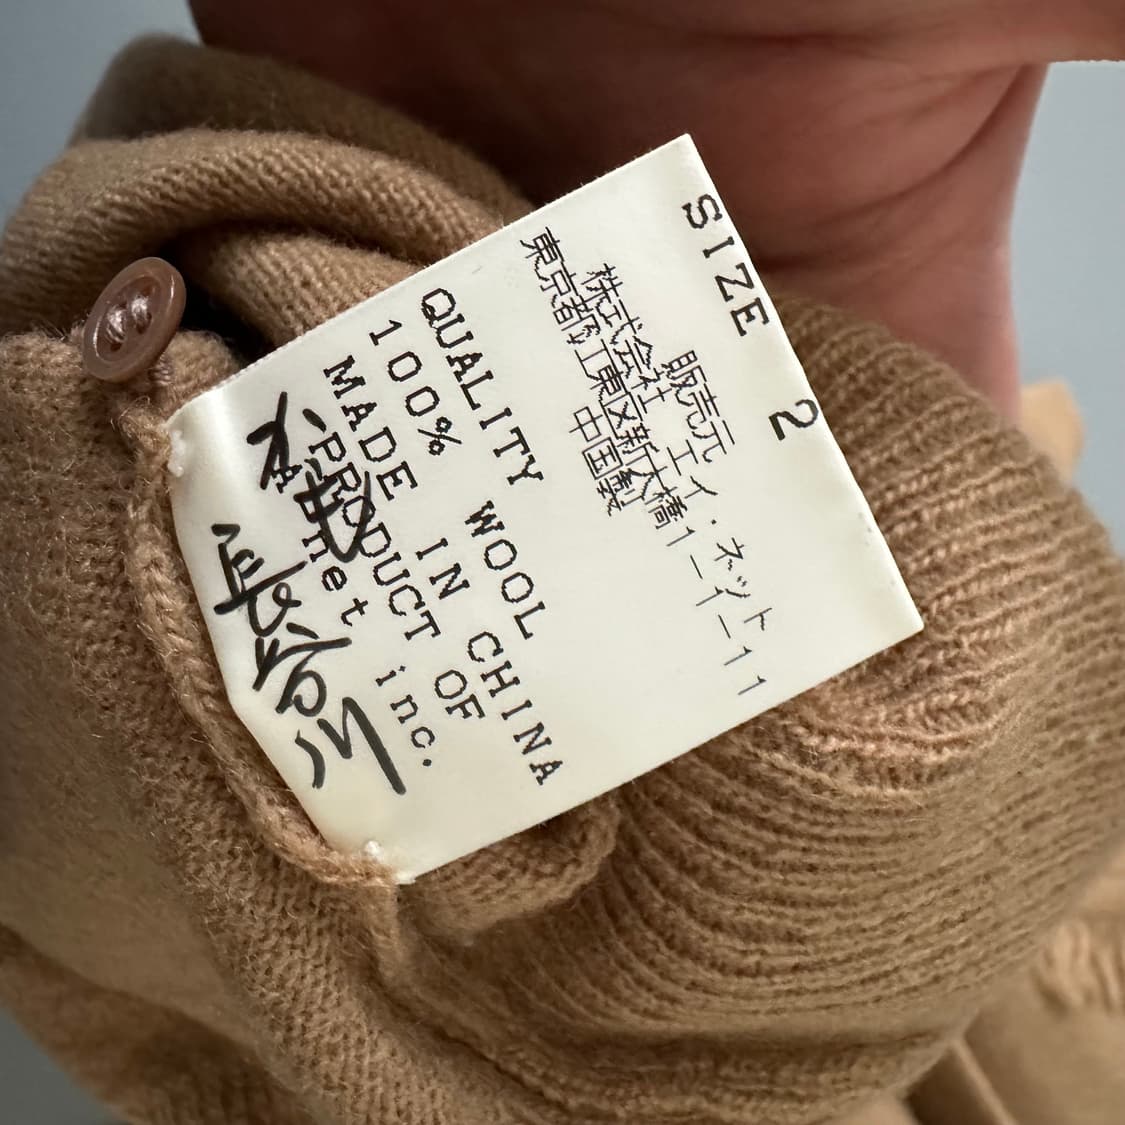 SIZE 2
販売元
株式会社 エイ・ネット
東京都江東区新大橋1-1-11
中国製
QUALITY WOOL
100%
MADE IN CHINA
PRODUCT OF
A・net inc.
長谷川